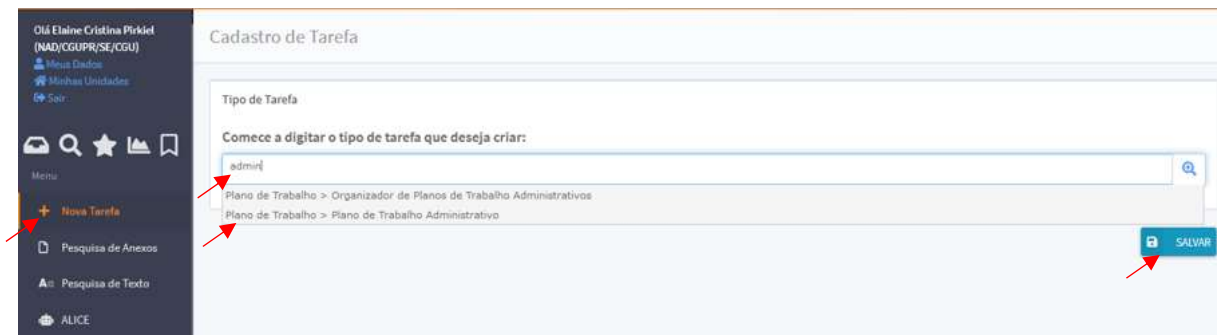 Olá Elaine Cristina Pirkiel
(NAD/CGUPR/SE/CGU)
Meus Dados
Minhas Unidades
Sair
Menu
Nova Tarefa
Pesquisa de Anexos
Pesquisa de Texto
ALICE
Cadastro de Tarefa
Tipo de Tarefa
Comece a digitar o tipo de tarefa que deseja criar:
admin
Plano de Trabalho > Organizador de Planos de Trabalho Administrativos
Plano de Trabalho > Plano de Trabalho Administrativo
SALVAR